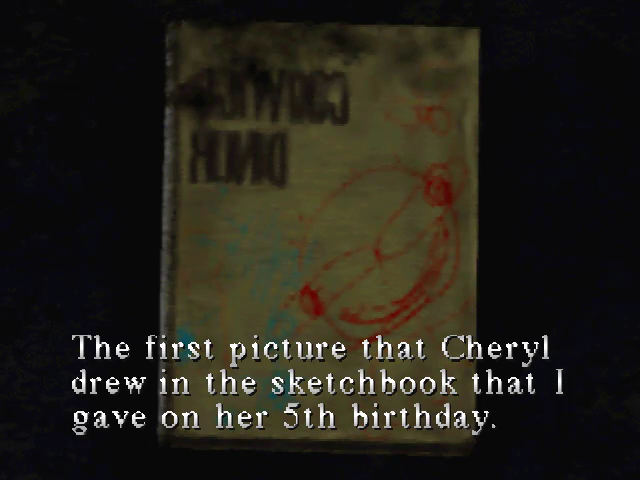 The first picture that Cheryl
drew in the sketchbook that I
gave on her 5th birthday.